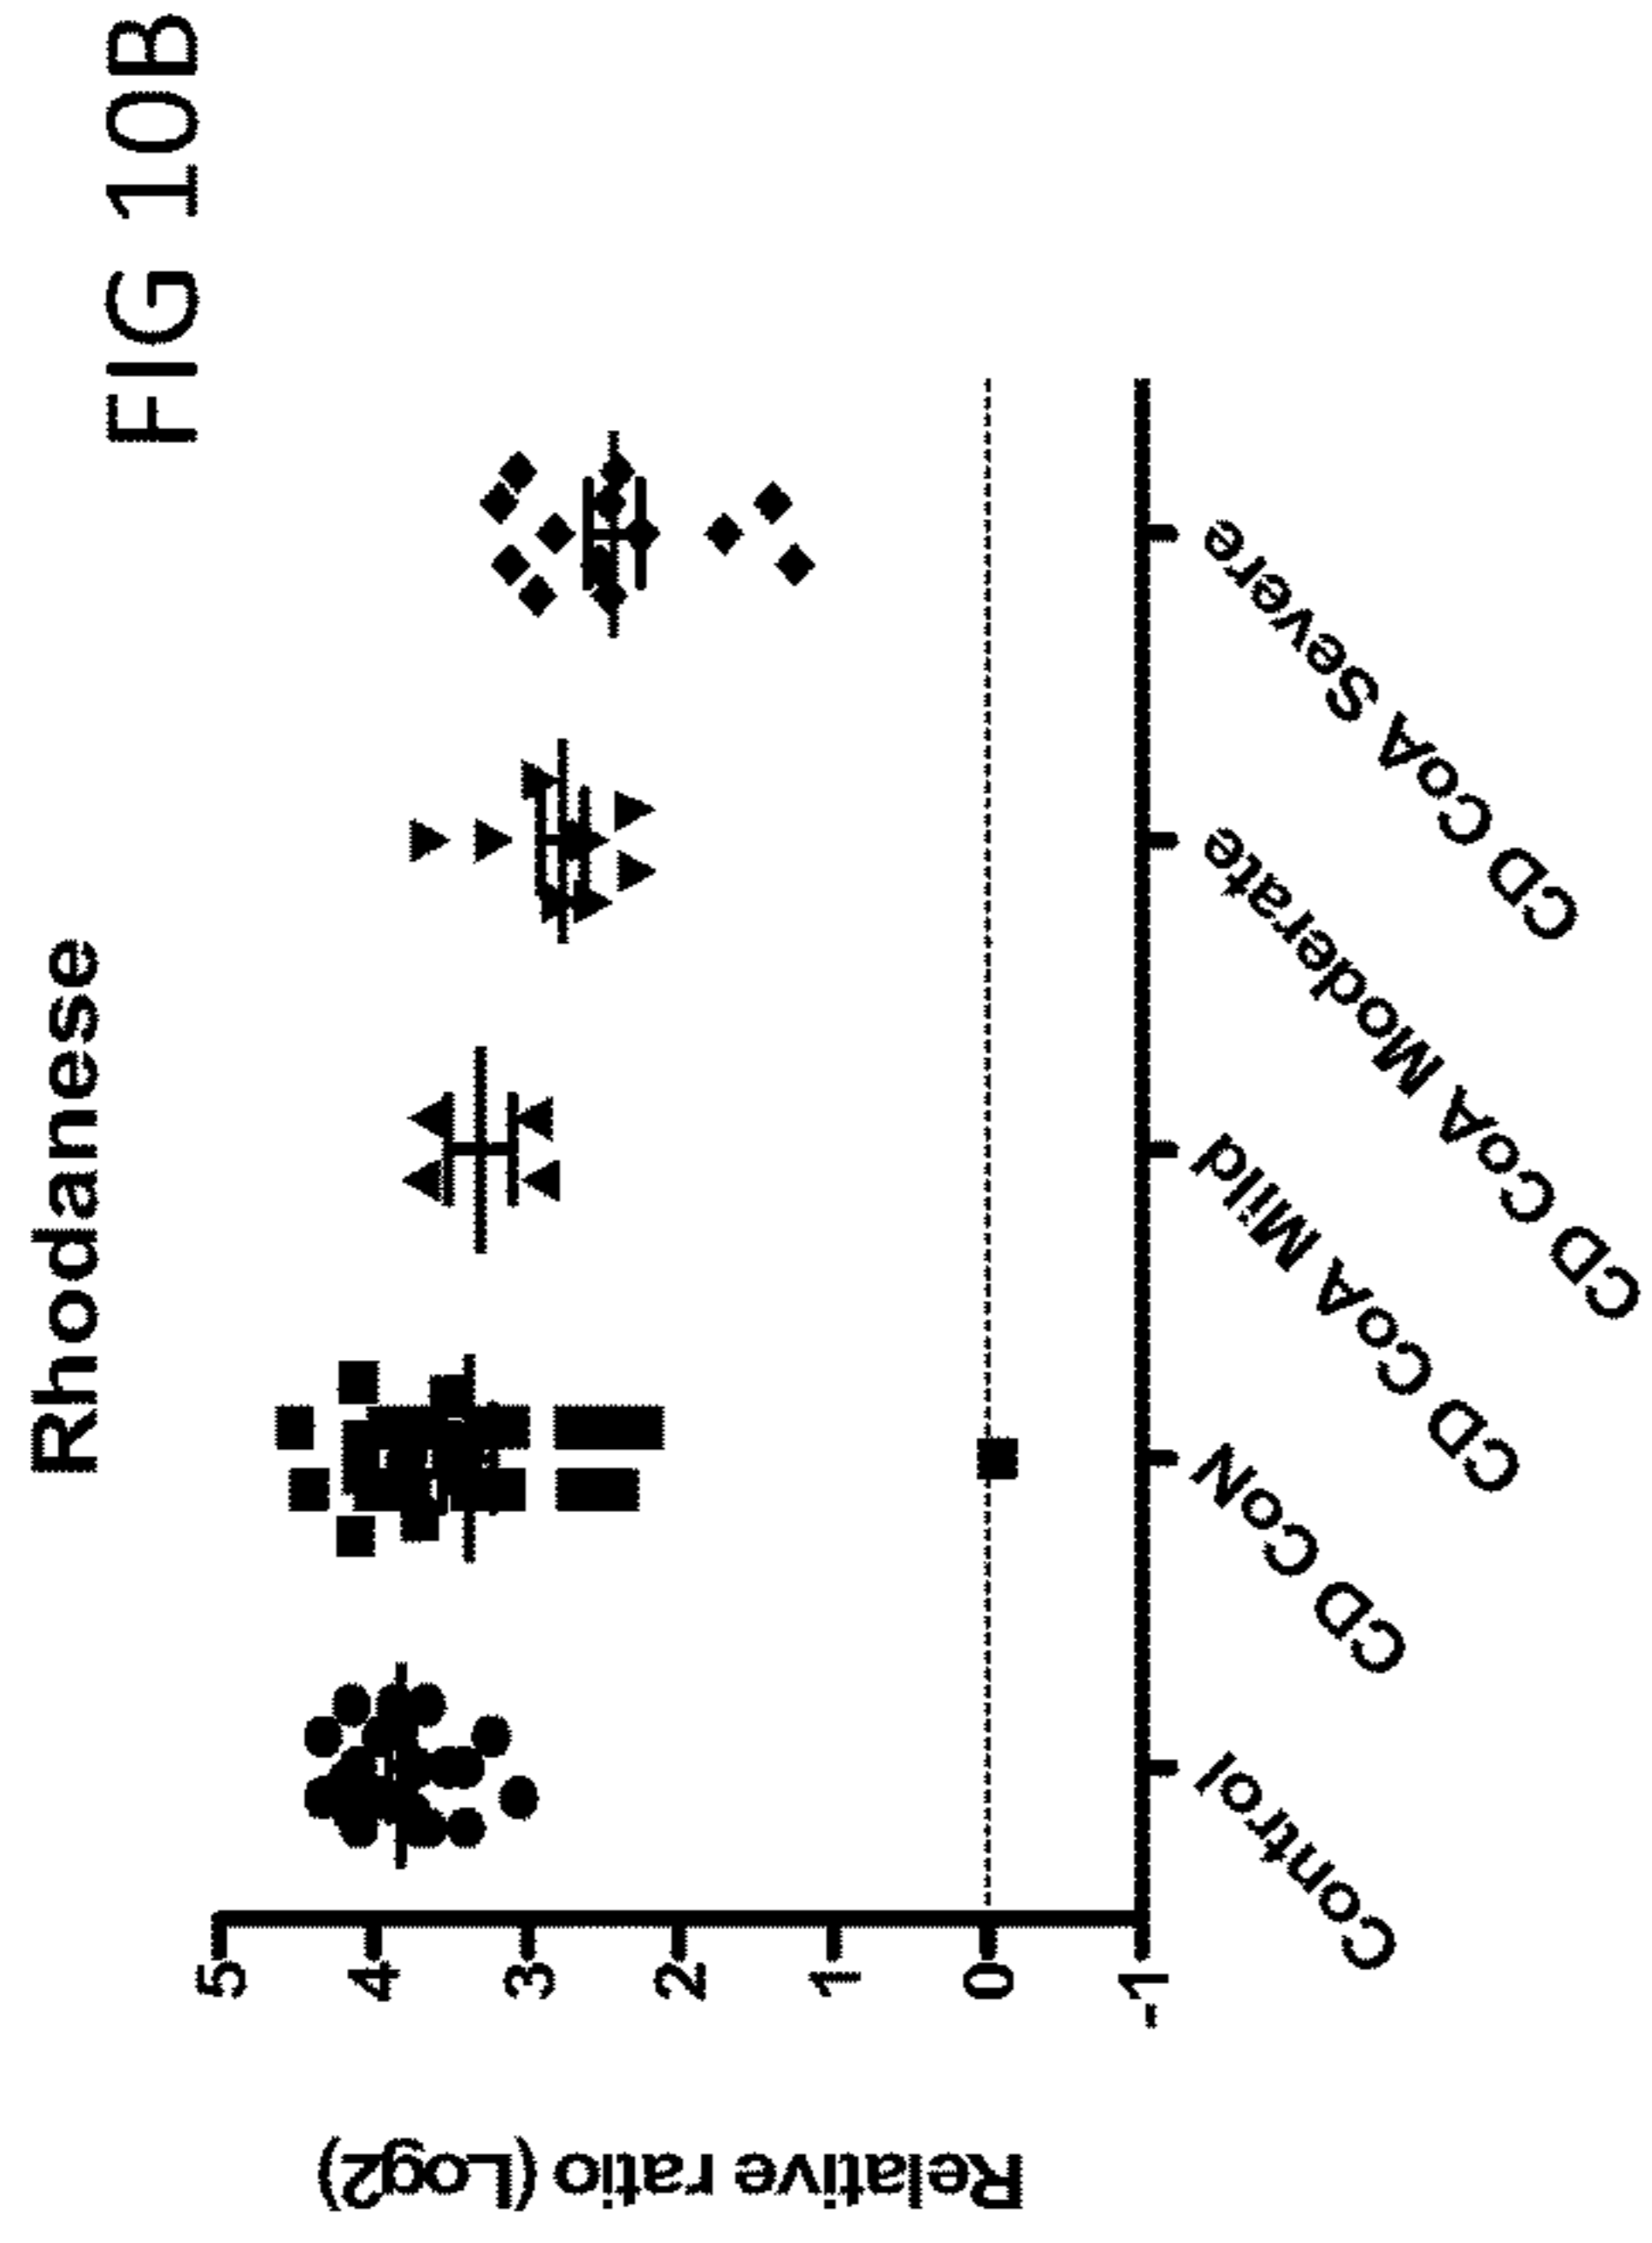 FIG 10B
Rhodanese
Relative ratio (Log2)
5
4
3
2
1
0
-1
Control
CD CoN
CD CoA Mild
CD CoA Moderate
CD CoA Severe